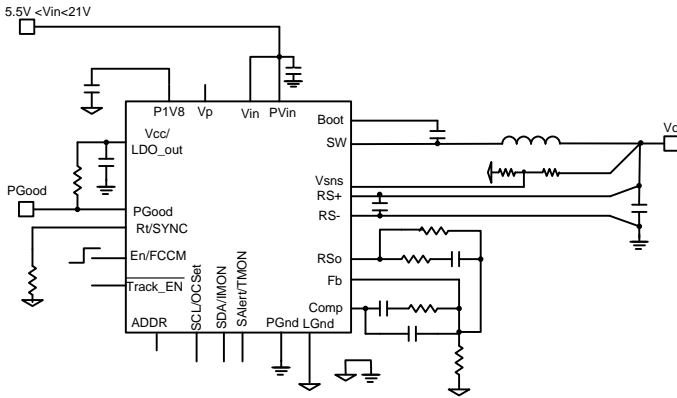 5.5V <Vin<21V
P1V8
Vp
Vin
PVin
Boot
Vcc/
LDO_out
SW
Vo
Vsns
RS+
RS-
PGood
PGood
Rt/SYNC
En/FCCM
RSo
Fb
Track_EN
Comp
ADDR
SCL/OCSet
SDA/IMON
SAlert/TMON
PGnd
LGnd